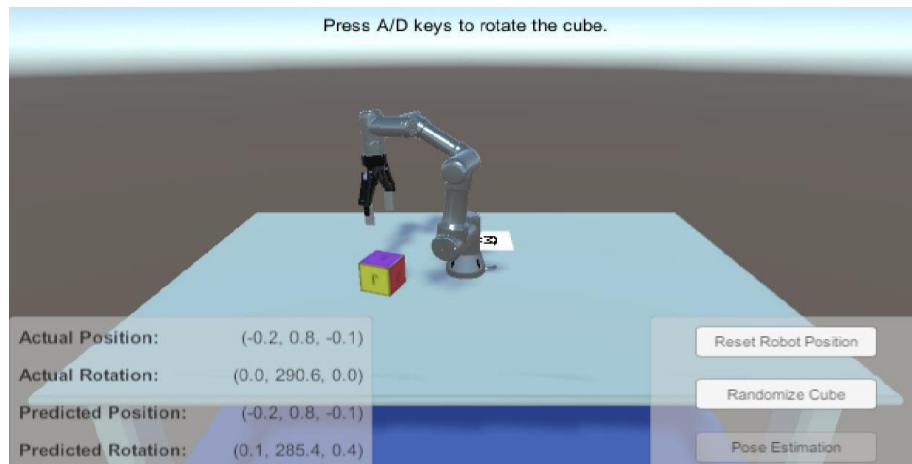 Press A/D keys to rotate the cube.
Actual Position: (-0.2, 0.8, -0.1)
Actual Rotation: (0.0, 290.6, 0.0)
Predicted Position: (-0.2, 0.8, -0.1)
Predicted Rotation: (0.1, 285.4, 0.4)
Reset Robot Position
Randomize Cube
Pose Estimation